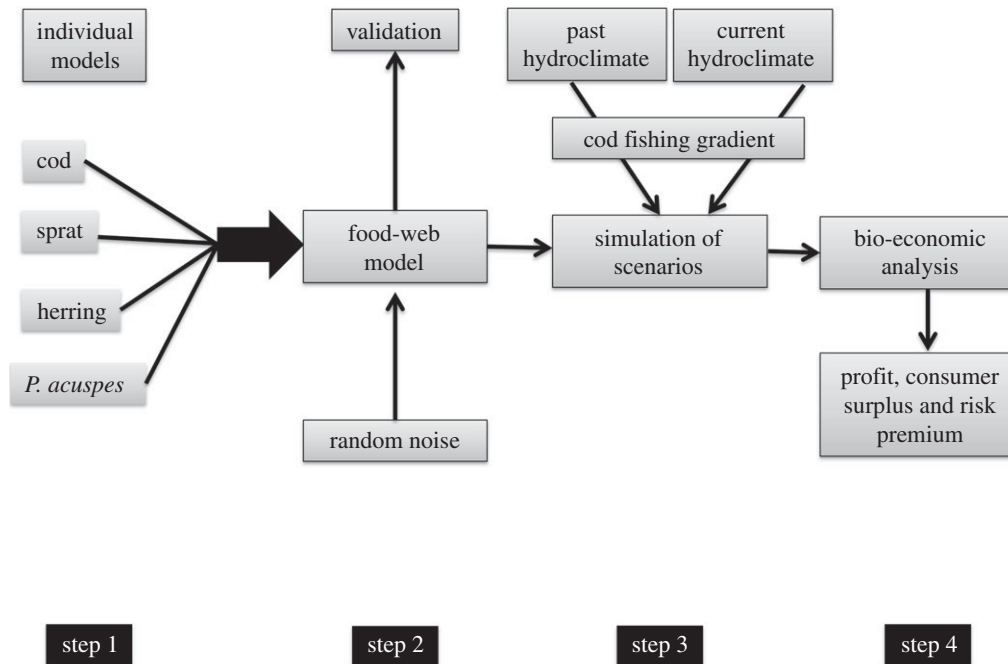 individual
models
cod
sprat
herring
P. acuspes
validation
food-web
model
random noise
past
hydroclimate
current
hydroclimate
cod fishing gradient
simulation of
scenarios
bio-economic
analysis
profit, consumer
surplus and risk
premium
step 1
step 2
step 3
step 4